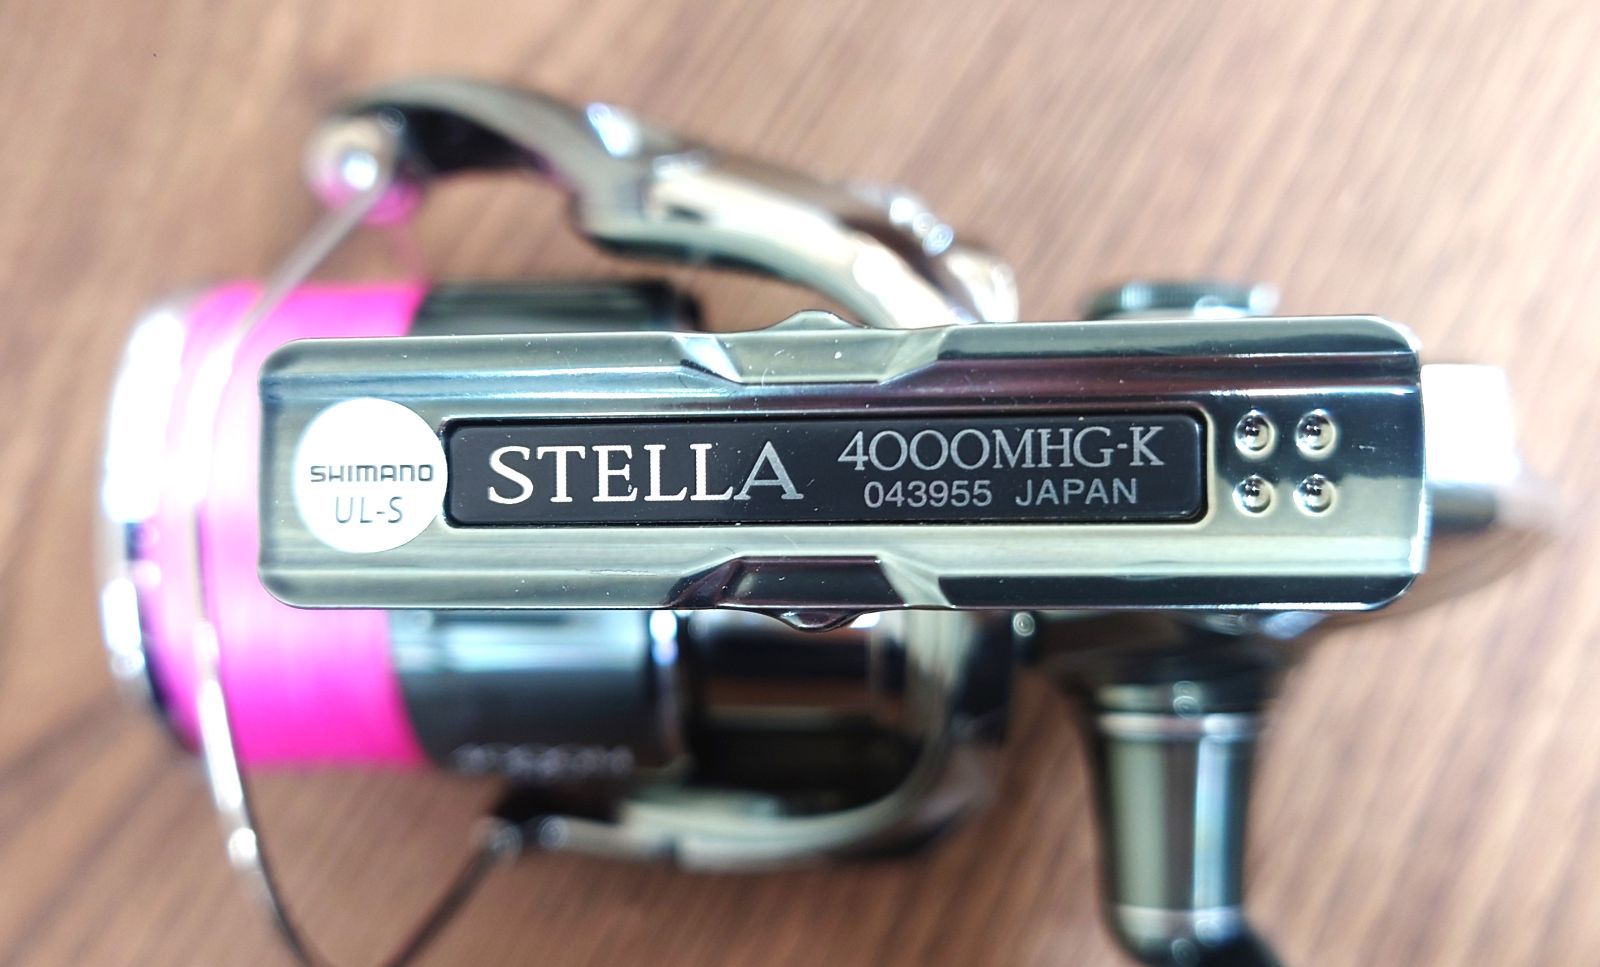 SHIMANO
UL-S
STELLA
4000MHG-K
043955 JAPAN